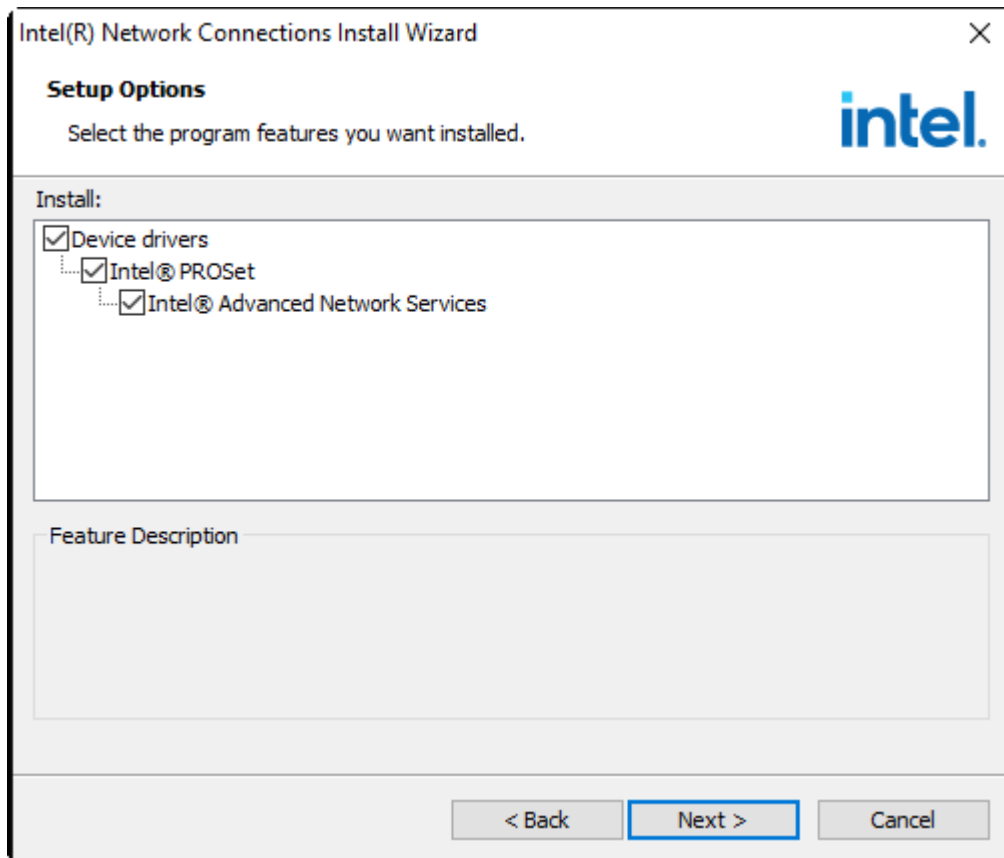 Intel(R) Network Connections Install Wizard
Setup Options
Select the program features you want installed.
intel.
Install:
Device drivers
Intel® PROSet
Intel® Advanced Network Services
Feature Description
< Back
Next >
Cancel